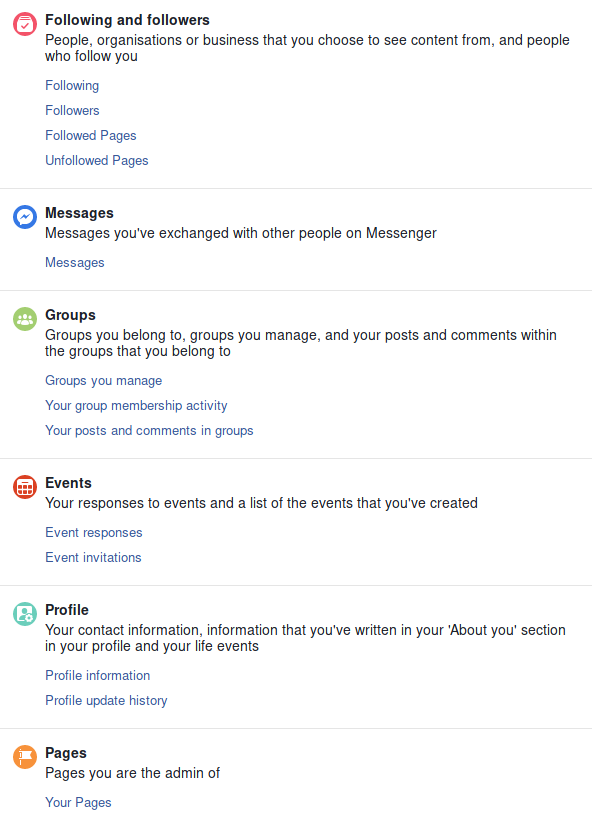 Following and followers
People, organisations or business that you choose to see content from, and people
who follow you
Following
Followers
Followed Pages
Unfollowed Pages
Messages
Messages you've exchanged with other people on Messenger
Messages
Groups
Groups you belong to, groups you manage, and your posts and comments within
the groups that you belong to
Groups you manage
Your group membership activity
Your posts and comments in groups
Events
Your responses to events and a list of the events that you've created
Event responses
Event invitations
Profile
Your contact information, information that you've written in your 'About you' section
in your profile and your life events
Profile information
Profile update history
Pages
Pages you are the admin of
Your Pages